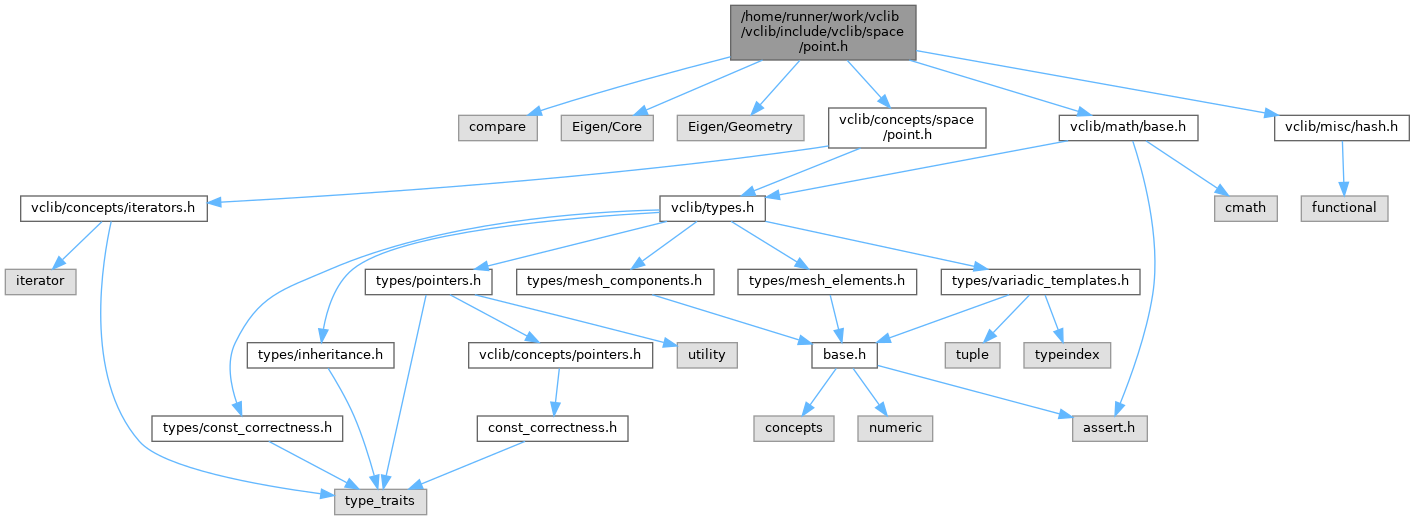 /home/runner/work/vclib
/vclib/include/vclib/space
/point.h
compare
Eigen/Core
Eigen/Geometry
vclib/concepts/space
/point.h
vclib/math/base.h
vclib/misc/hash.h
vclib/concepts/iterators.h
vclib/types.h
cmath
functional
iterator
types/pointers.h
types/mesh_components.h
types/mesh_elements.h
types/variadic_templates.h
types/inheritance.h
vclib/concepts/pointers.h
utility
base.h
tuple
typeindex
types/const_correctness.h
const_correctness.h
concepts
numeric
assert.h
type_traits